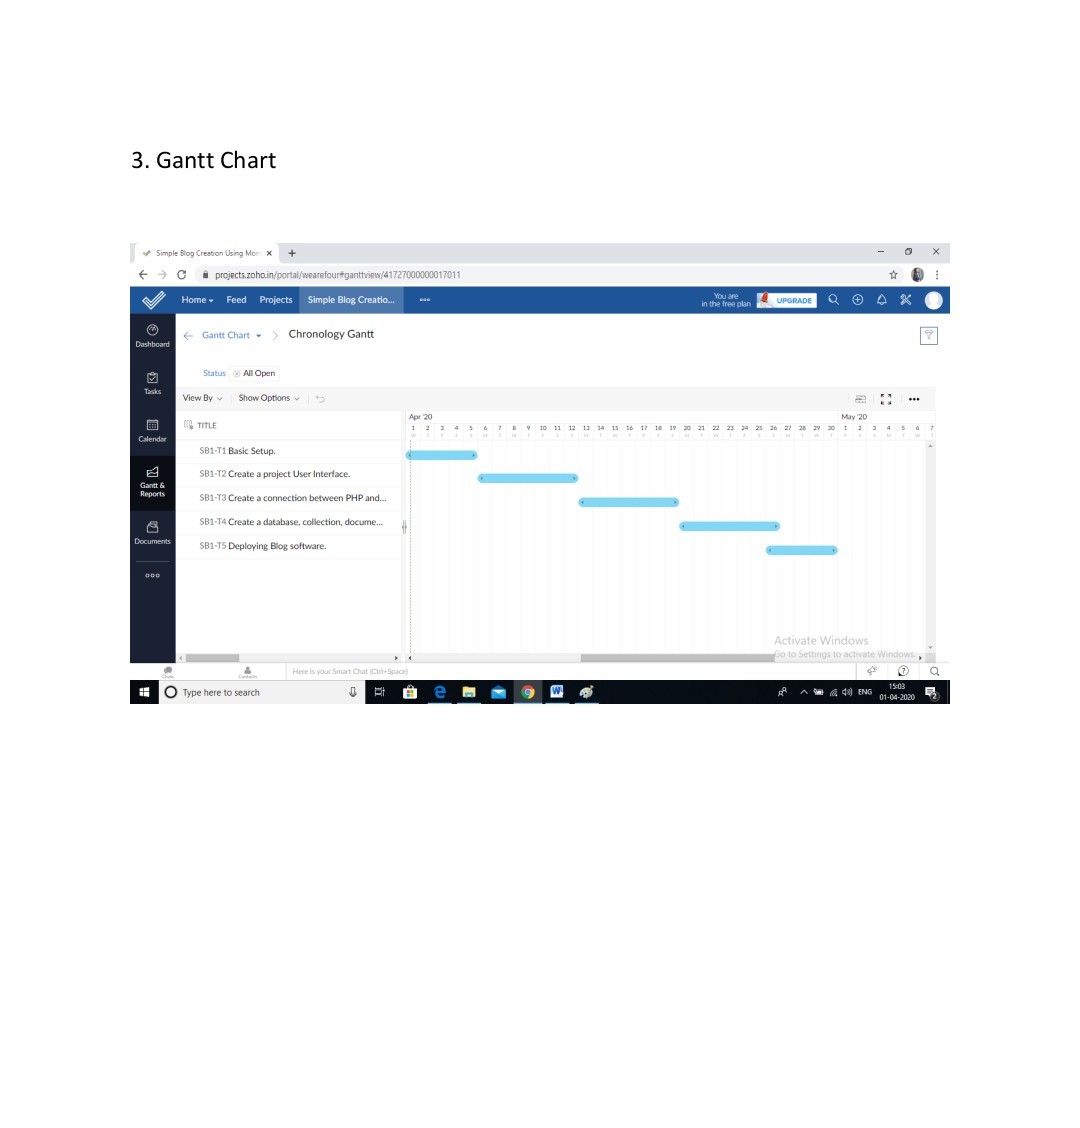 3. Gantt Chart
Simple Blog Creation Using Mon
projects.zoho.in/portal/wearefour#ganttview/41727000000017011
Home Feed Projects Simple Blog Creatio...
You are
in the free plan
UPGRADE
Dashboard
Tasks
Calendar
Gantt &
Reports
Documents
Gantt Chart > Chronology Gantt
Status All Open
View By Show Options
TITLE
Apr '20 May '20
1 2 3 4 5 6 7 8 9 10 11 12 13 14 15 16 17 18 19 20 21 22 23 24 25 26 27 28 29 30 1 2 3 4 5 6 7
SB1-T1 Basic Setup.
SB1-T2 Create a project User Interface.
SB1-T3 Create a connection between PHP and...
SB1-T4 Create a database, collection, docume...
SB1-T5 Deploying Blog software.
Activate Windows
Go to Settings to activate Windows.
Chats
Contacts
Here is your Smart Chat (Ctrl+Space)
Type here to search
ENG
15:03
01-04-2020
2